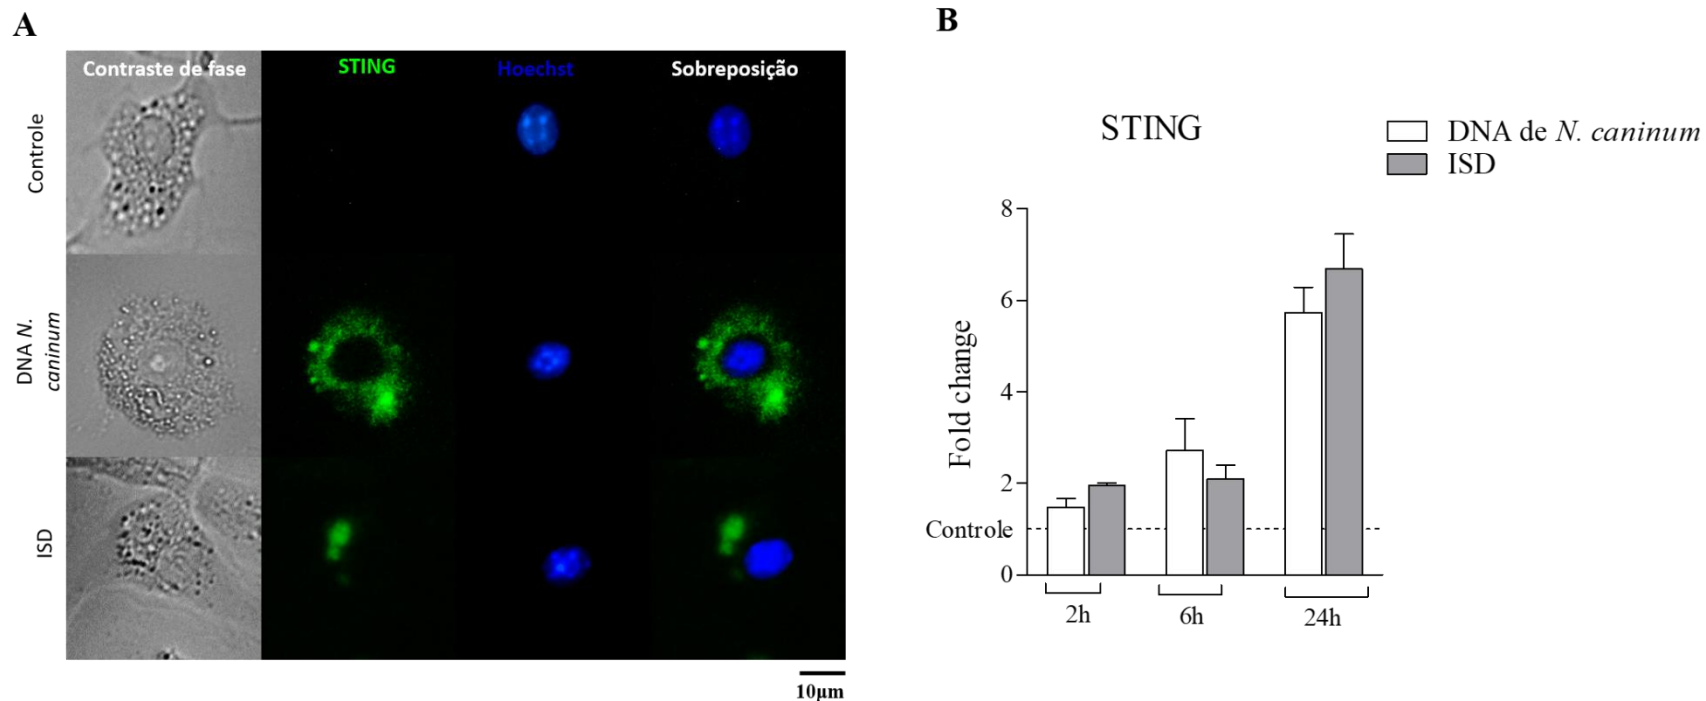 A
Contraste de fase
STING
Hoechst
Sobreposição
Controle
DNA N.
caninum
ISD
10µm
B
STING
DNA de N. caninum
ISD
Fold change
8
6
4
2
Controle
0
2h
6h
24h